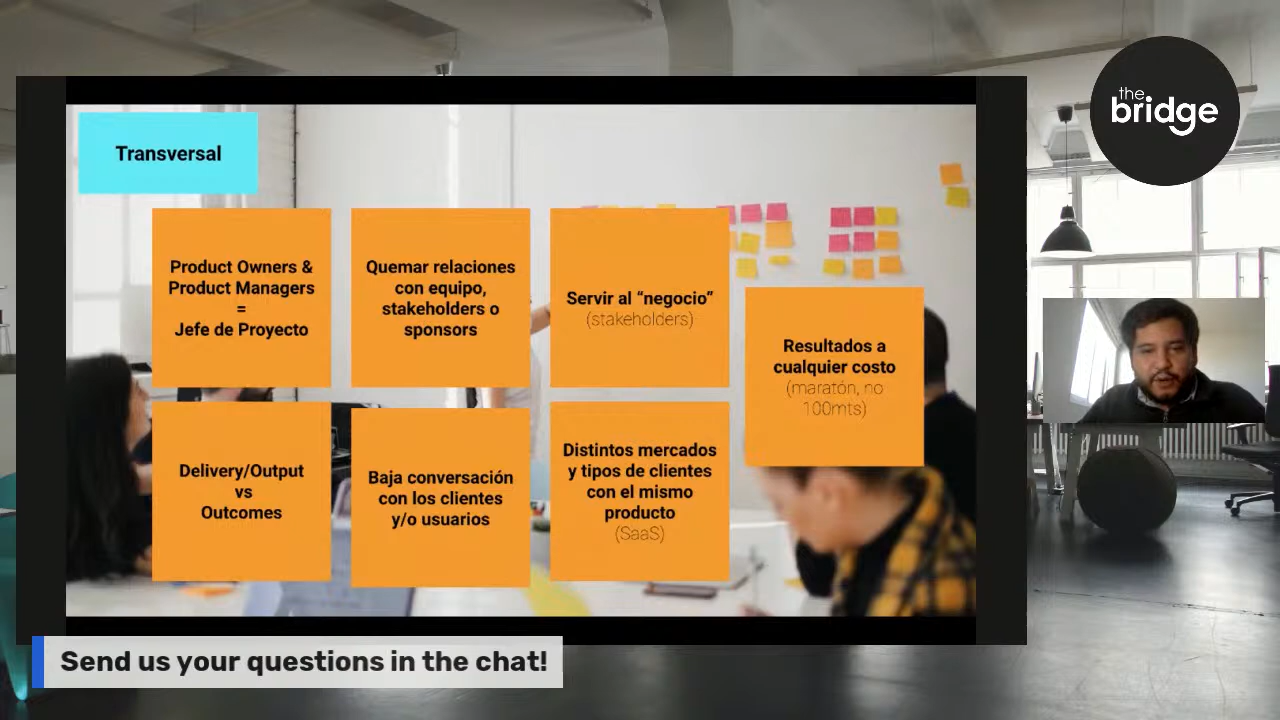 the
bridge
Transversal
Product Owners &
Product Managers
=
Jefe de Proyecto
Quemar relaciones
con equipo,
stakeholders o
sponsors
Servir al “negocio”
(stakeholders)
Resultados a
cualquier costo
(maratón, no
100mts)
Delivery/Output
vs
Outcomes
Baja conversación
con los clientes
y/o usuarios
Distintos mercados
y tipos de clientes
con el mismo
producto
(SaaS)
Send us your questions in the chat!